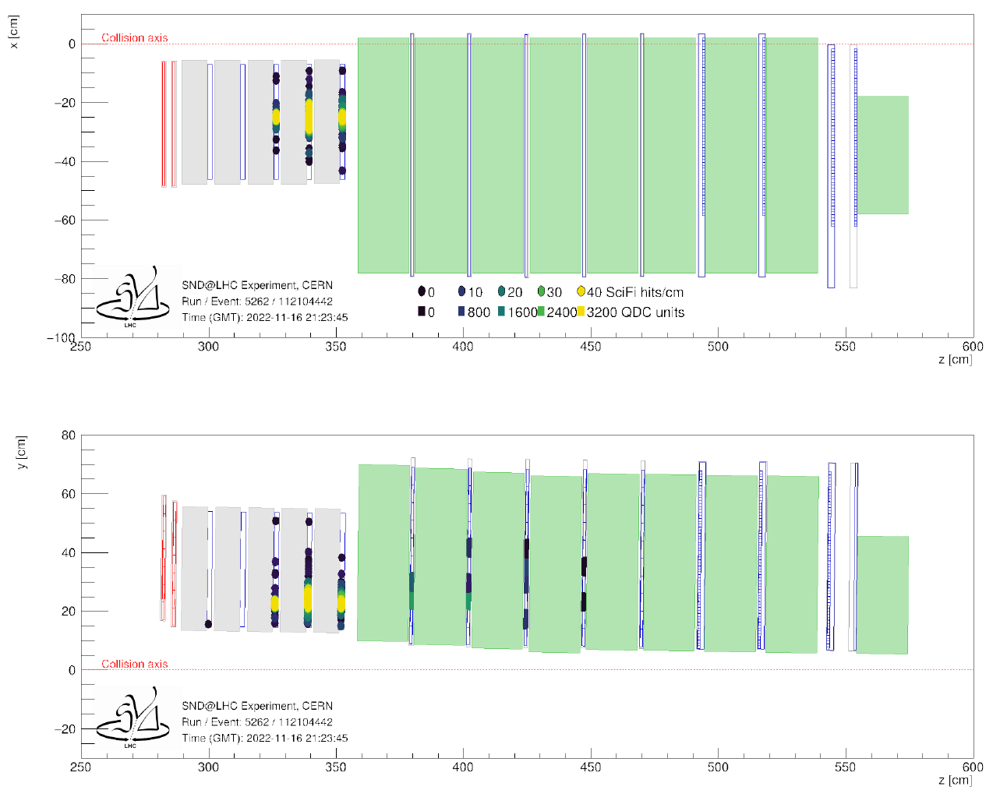 x [cm]
0
−20
−40
−60
−80
−100
Collision axis
SND@LHC Experiment, CERN
Run / Event: 5262 / 112104442
Time (GMT): 2022-11-16 21:23:45
LHC
0 10 20 30 40 SciFi hits/cm
0 800 1600 2400 3200 QDC units
250 300 350 400 450 500 550 600
z [cm]
y [cm]
80
60
40
20
0
−20
Collision axis
SND@LHC Experiment, CERN
Run / Event: 5262 / 112104442
Time (GMT): 2022-11-16 21:23:45
LHC
250 300 350 400 450 500 550 600
z [cm]